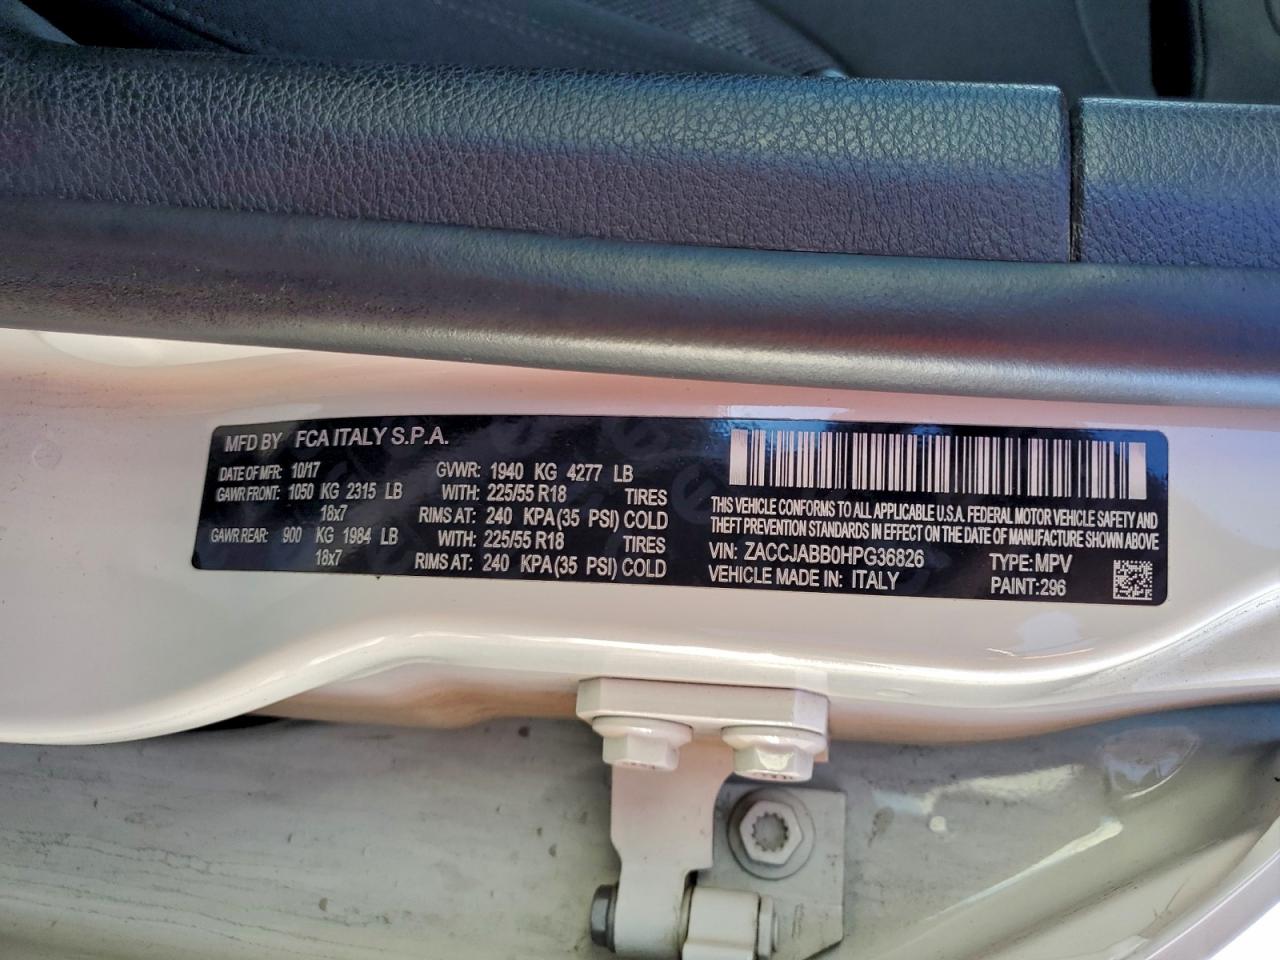 MFD BY FCA ITALY S.P.A.
DATE OF MFR: 10/17 GVWR: 1940 KG 4277 LB
GAWR FRONT: 1050 KG 2315 LB WITH: 225/55 R18 TIRES
18x7 RIMS AT: 240 KPA (35 PSI) COLD
GAWR REAR: 900 KG 1984 LB WITH: 225/55 R18 TIRES
18x7 RIMS AT: 240 KPA (35 PSI) COLD
THIS VEHICLE CONFORMS TO ALL APPLICABLE U.S.A. FEDERAL MOTOR VEHICLE SAFETY AND
THEFT PREVENTION STANDARDS IN EFFECT ON THE DATE OF MANUFACTURE SHOWN ABOVE
VIN: ZACCJABB0HPG36826 TYPE: MPV
VEHICLE MADE IN: ITALY PAINT:296